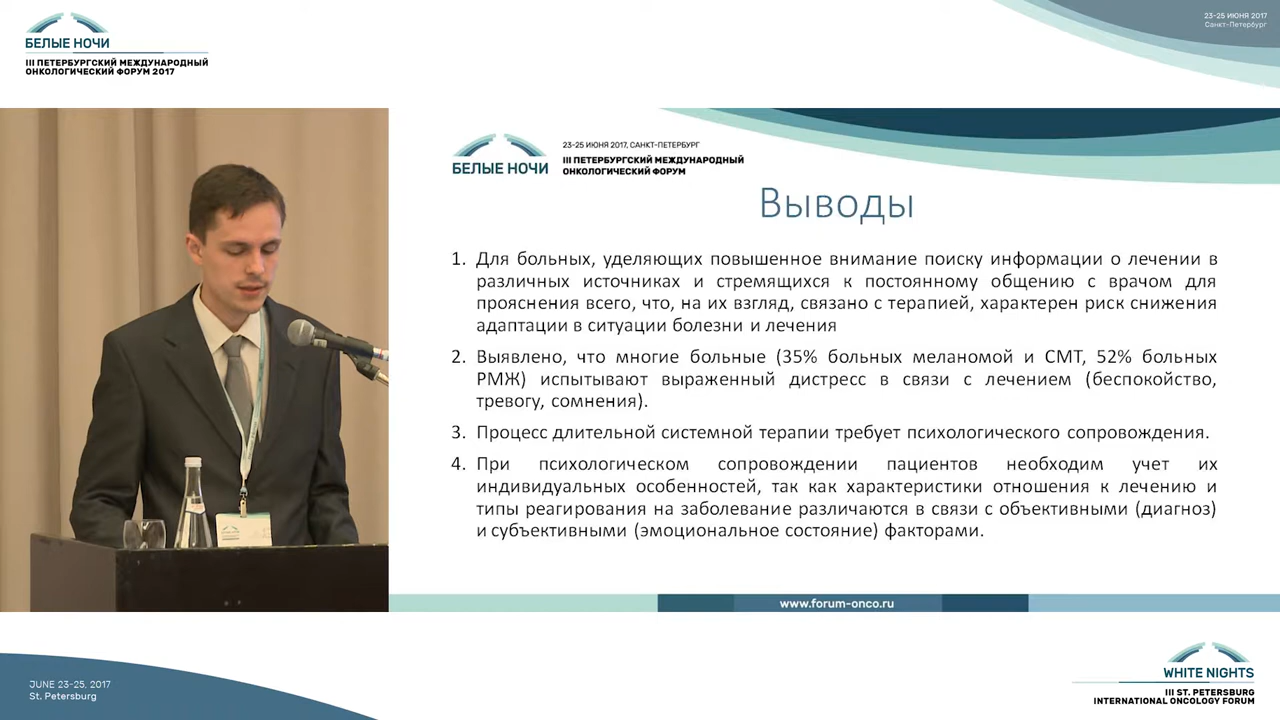 БЕЛЫЕ НОЧИ
III ПЕТЕРБУРГСКИЙ МЕЖДУНАРОДНЫЙ
ОНКОЛОГИЧЕСКИЙ ФОРУМ 2017
23-25 ИЮНЯ 2017
Санкт-Петербург
БЕЛЫЕ НОЧИ
23-25 ИЮНЯ 2017, САНКТ-ПЕТЕРБУРГ
III ПЕТЕРБУРГСКИЙ МЕЖДУНАРОДНЫЙ
ОНКОЛОГИЧЕСКИЙ ФОРУМ
Выводы
1. Для больных, уделяющих повышенное внимание поиску информации о лечении в
различных источниках и стремящихся к постоянному общению с врачом для
прояснения всего, что, на их взгляд, связано с терапией, характерен риск снижения
адаптации в ситуации болезни и лечения
2. Выявлено, что многие больные (35% больных меланомой и СМТ, 52% больных
РМЖ) испытывают выраженный дистресс в связи с лечением (беспокойство,
тревогу, сомнения).
3. Процесс длительной системной терапии требует психологического сопровождения.
4. При психологическом сопровождении пациентов необходим учет их
индивидуальных особенностей, так как характеристики отношения к лечению и
типы реагирования на заболевание различаются в связи с объективными (диагноз)
и субъективными (эмоциональное состояние) факторами.
www.forum-onco.ru
JUNE 23-25, 2017
St. Petersburg
WHITE NIGHTS
III ST. PETERSBURG
INTERNATIONAL ONCOLOGY FORUM